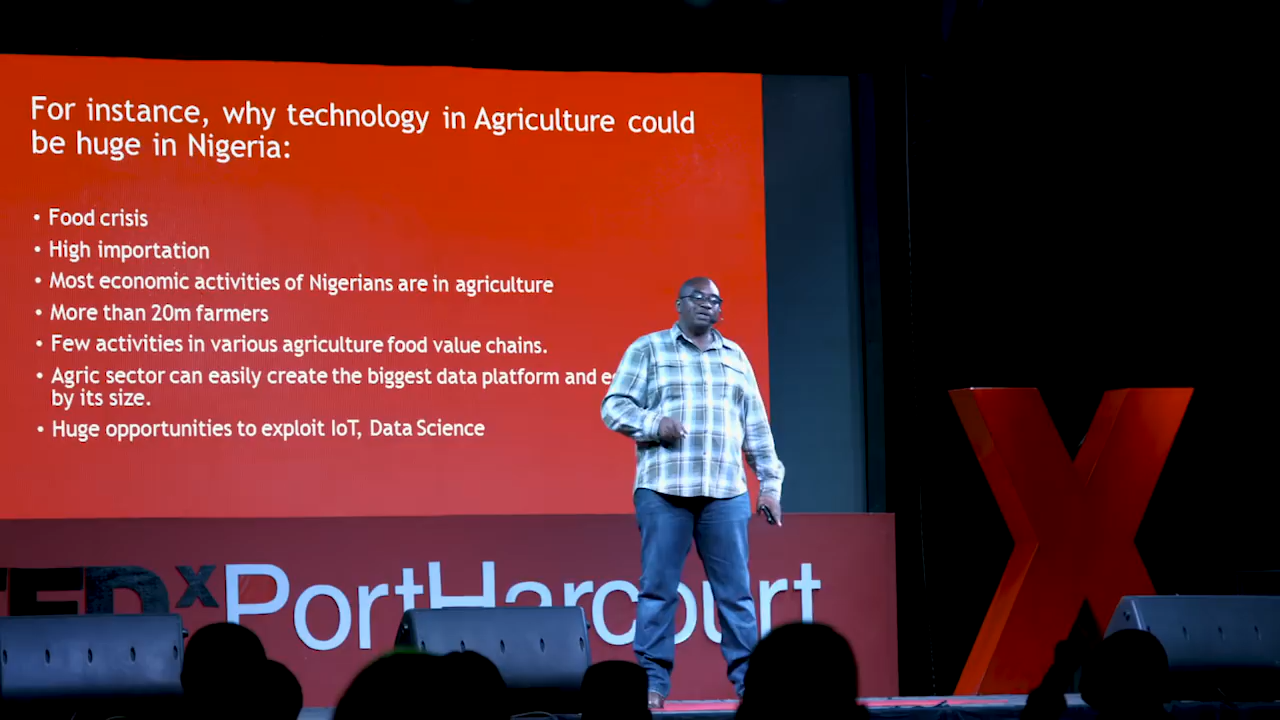 For instance, why technology in Agriculture could
be huge in Nigeria:
• Food crisis
• High importation
• Most economic activities of Nigerians are in agriculture
• More than 20m farmers
• Few activities in various agriculture food value chains.
• Agric sector can easily create the biggest data platform and
by its size.
• Huge opportunities to exploit IoT, Data Science
TEDxPortHarcourt
X